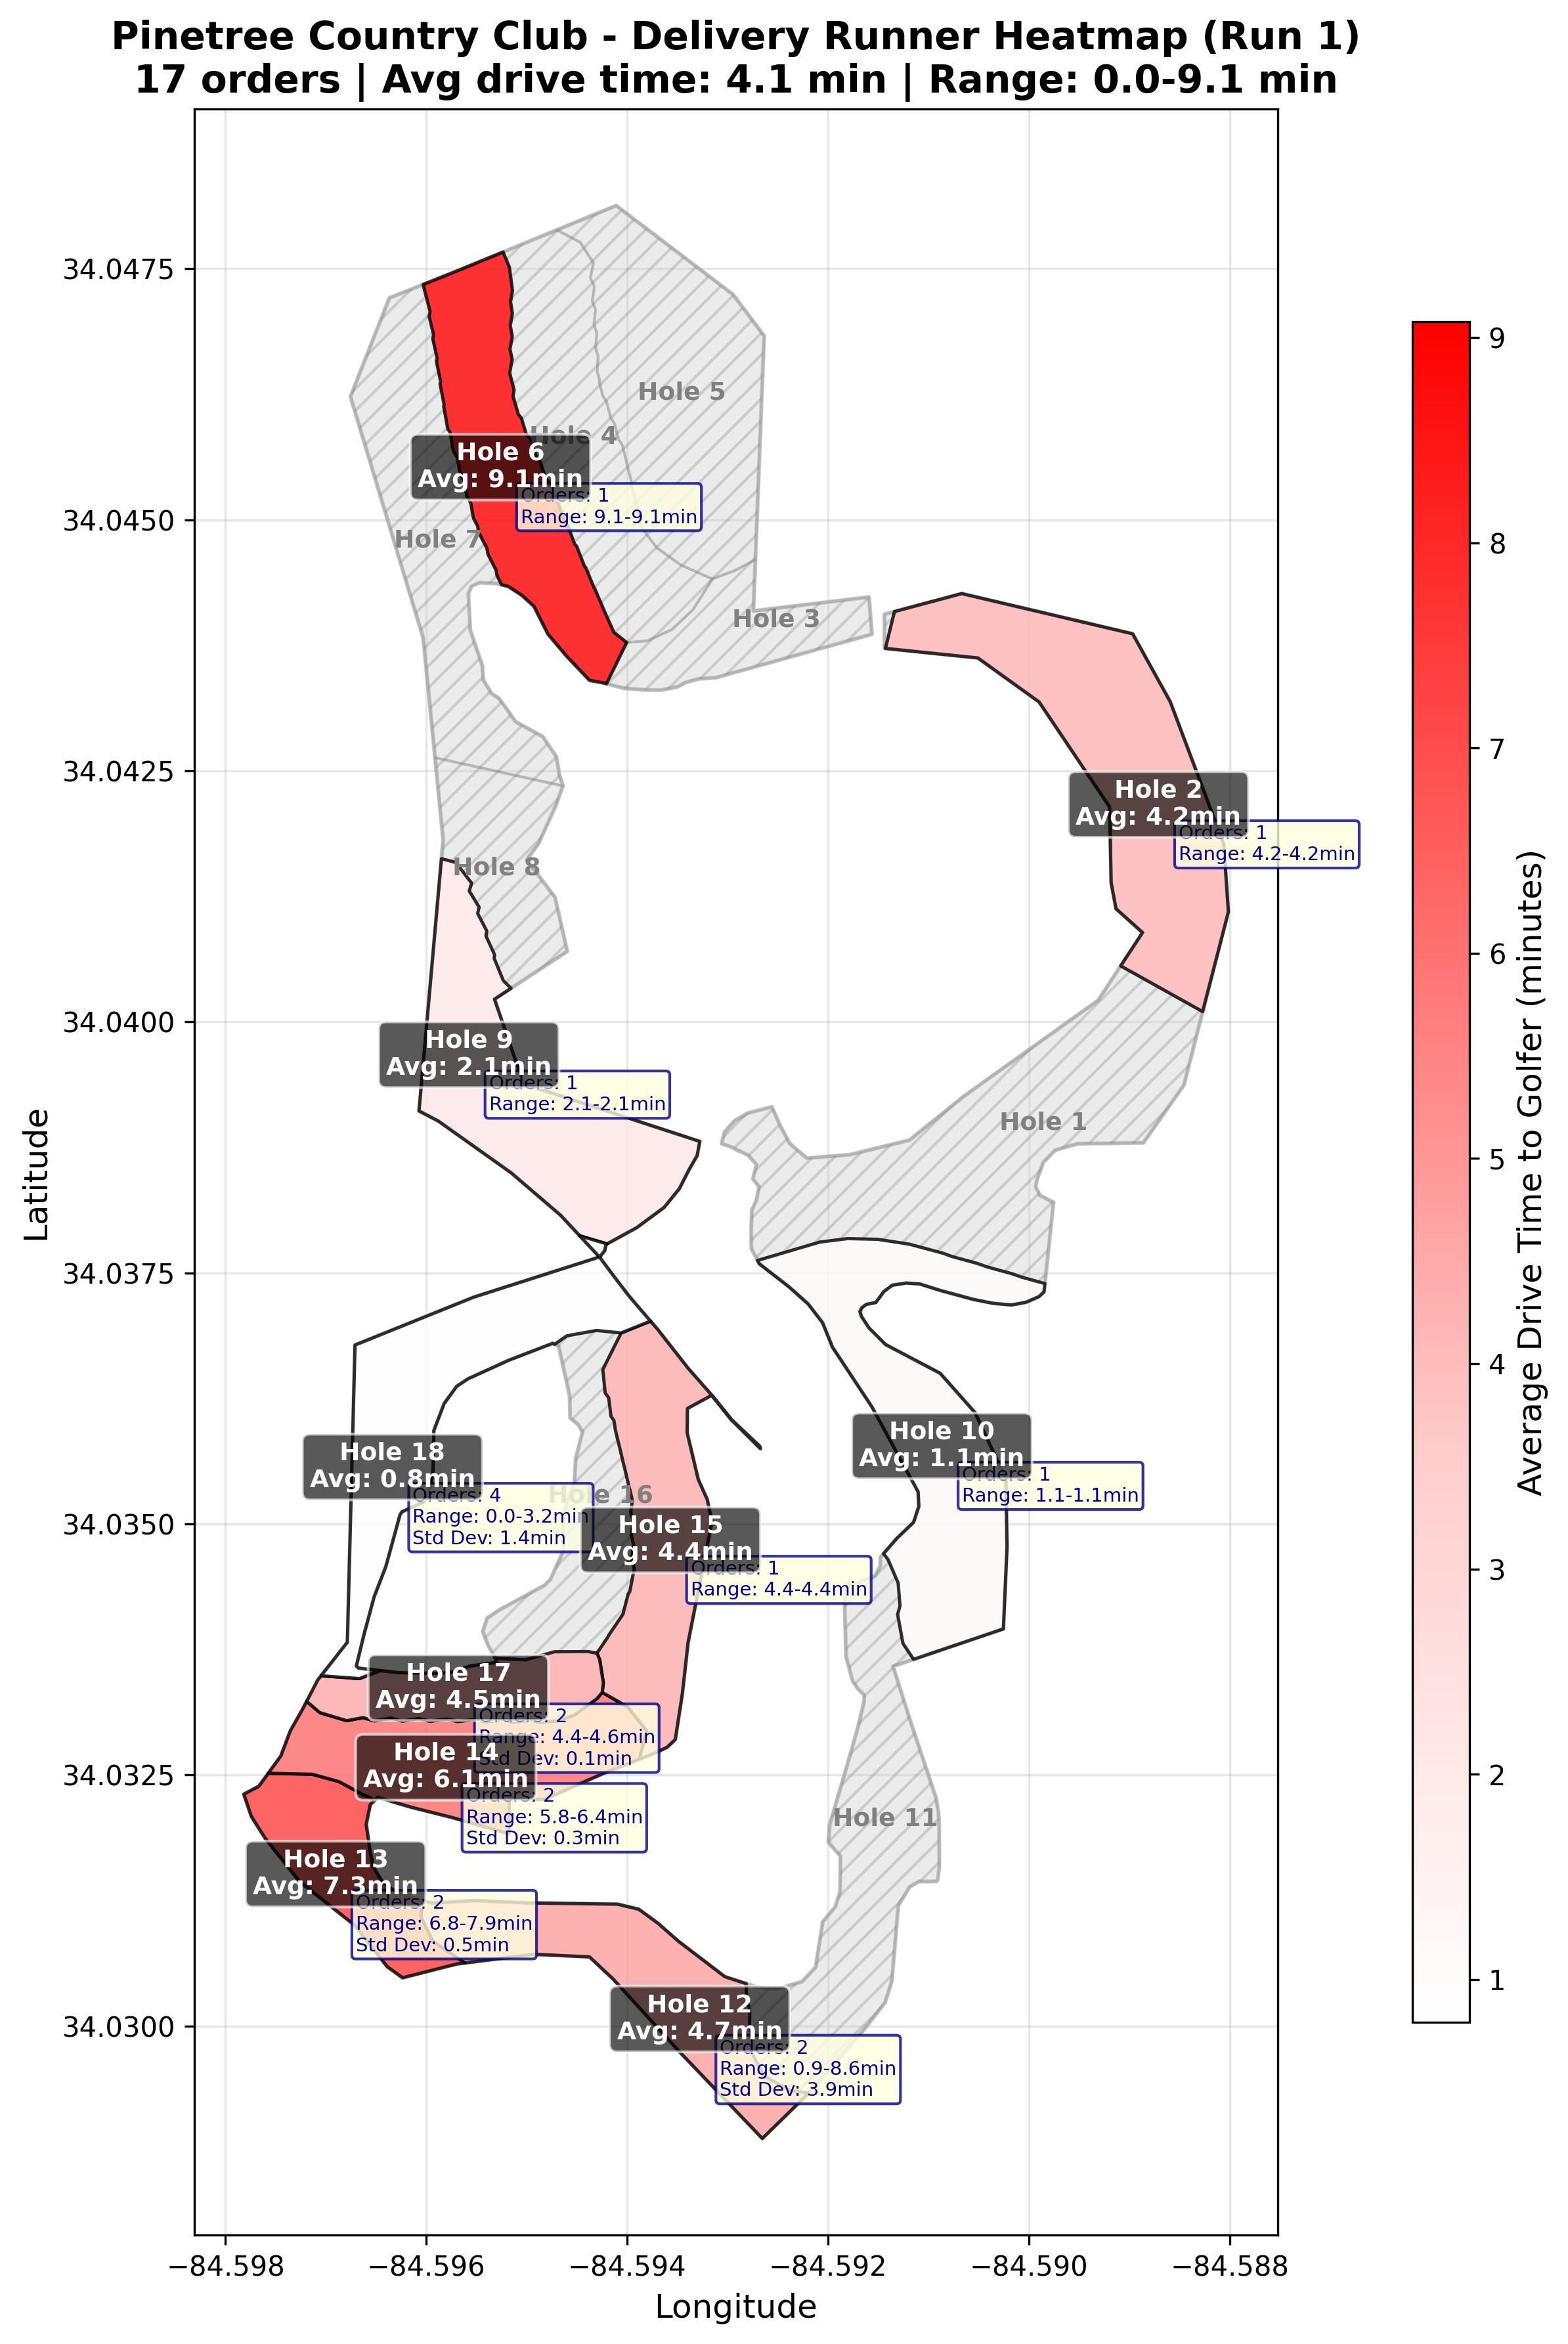 Pinetree Country Club - Delivery Runner Heatmap (Run 1)
17 orders | Avg drive time: 4.1 min | Range: 0.0-9.1 min
Latitude
34.0475
34.0450
34.0425
34.0400
34.0375
34.0350
34.0325
34.0300
Hole 5
Hole 4
Hole 6
Avg: 9.1min
Orders: 1
Range: 9.1-9.1min
Hole 7
Hole 3
Hole 2
Avg: 4.2min
Orders: 1
Range: 4.2-4.2min
Hole 8
Hole 9
Avg: 2.1min
Orders: 1
Range: 2.1-2.1min
Hole 1
Hole 10
Avg: 1.1min
Orders: 1
Range: 1.1-1.1min
Hole 18
Avg: 0.8min
Orders: 4
Range: 0.0-3.2min
Std Dev: 1.4min
Hole 16
Hole 15
Avg: 4.4min
Orders: 1
Range: 4.4-4.4min
Hole 17
Avg: 4.5min
Orders: 2
Range: 4.4-4.6min
Std Dev: 0.1min
Hole 14
Avg: 6.1min
Orders: 2
Range: 5.8-6.4min
Std Dev: 0.3min
Hole 11
Hole 13
Avg: 7.3min
Orders: 2
Range: 6.8-7.9min
Std Dev: 0.5min
Hole 12
Avg: 4.7min
Orders: 2
Range: 0.9-8.6min
Std Dev: 3.9min
−84.598
−84.596
−84.594
−84.592
−84.590
−84.588
Longitude
9
8
7
6
5
4
3
2
1
Average Drive Time to Golfer (minutes)